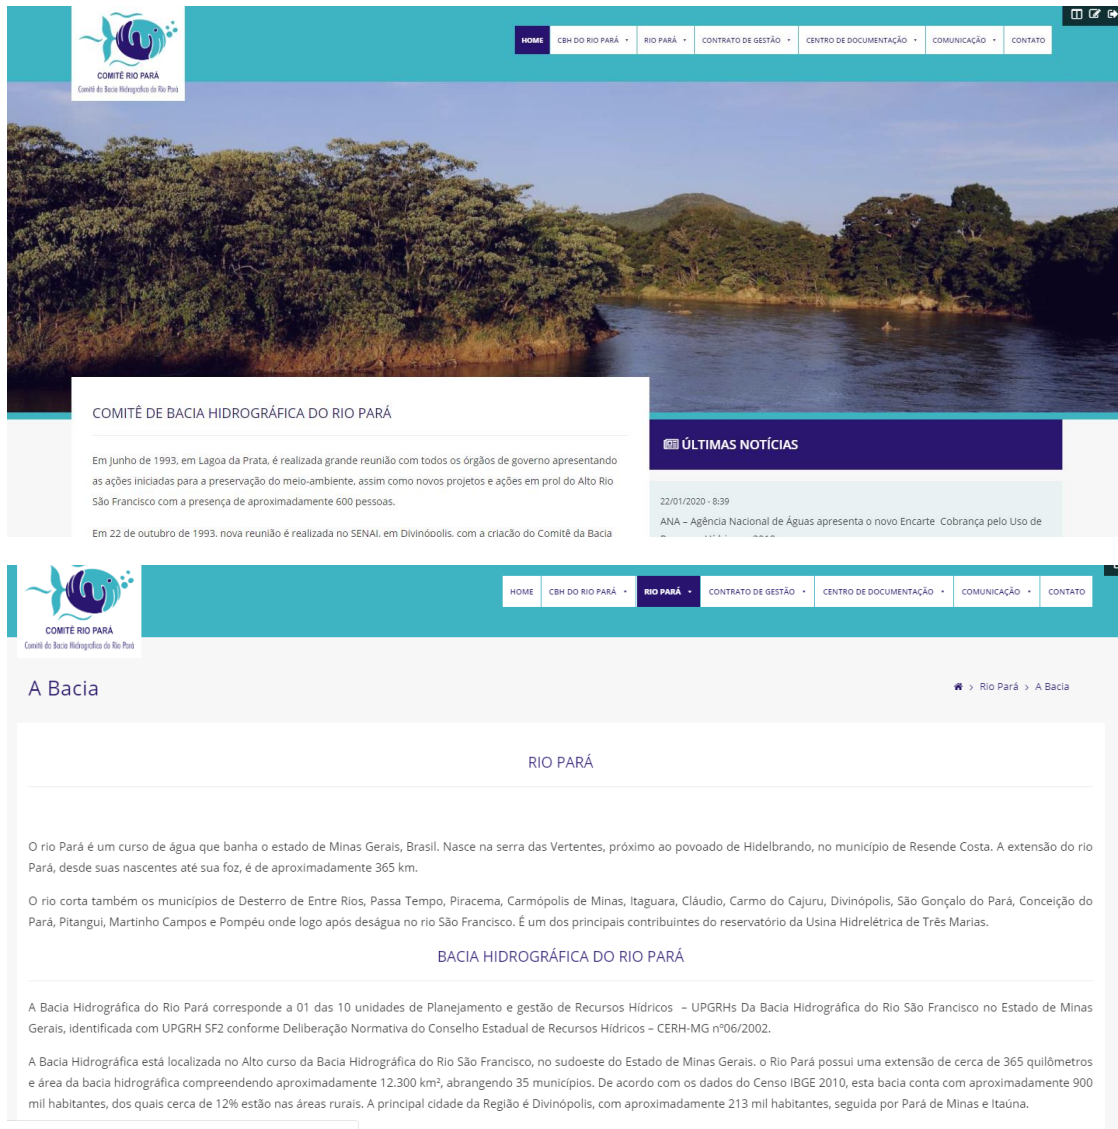 HOME CBH DO RIO PARÁ RIO PARÁ CONTRATO DE GESTÃO CENTRO DE DOCUMENTAÇÃO COMUNICAÇÃO CONTATO
COMITÊ RIO PARÁ
Comitê da Bacia Hidrografica do Rio Pará
COMITÊ DE BACIA HIDROGRÁFICA DO RIO PARÁ
Em Junho de 1993, em Lagoa da Prata, é realizada grande reunião com todos os órgãos de governo apresentando
as ações iniciadas para a preservação do meio-ambiente, assim como novos projetos e ações em prol do Alto Rio
São Francisco com a presença de aproximadamente 600 pessoas.
Em 22 de outubro de 1993, nova reunião é realizada no SENAI, em Divinópolis, com a criação do Comitê da Bacia
ÚLTIMAS NOTÍCIAS
22/01/2020 - 8:39
ANA – Agência Nacional de Águas apresenta o novo Encarte Cobrança pelo Uso de
HOME CBH DO RIO PARÁ RIO PARÁ CONTRATO DE GESTÃO CENTRO DE DOCUMENTAÇÃO COMUNICAÇÃO CONTATO
COMITÊ RIO PARÁ
Comitê da Bacia Hidrografica do Rio Pará
A Bacia
> Rio Pará > A Bacia
RIO PARÁ
O rio Pará é um curso de água que banha o estado de Minas Gerais, Brasil. Nasce na serra das Vertentes, próximo ao povoado de Hidelbrando, no município de Resende Costa. A extensão do rio
Pará, desde suas nascentes até sua foz, é de aproximadamente 365 km.
O rio corta também os municípios de Desterro de Entre Rios, Passa Tempo, Piracema, Carmópolis de Minas, Itaguara, Cláudio, Carmo do Cajuru, Divinópolis, São Gonçalo do Pará, Conceição do
Pará, Pitangui, Martinho Campos e Pompéu onde logo após deságua no rio São Francisco. É um dos principais contribuintes do reservatório da Usina Hidrelétrica de Três Marias.
BACIA HIDROGRÁFICA DO RIO PARÁ
A Bacia Hidrográfica do Rio Pará corresponde a 01 das 10 unidades de Planejamento e gestão de Recursos Hídricos – UPGRHs Da Bacia Hidrográfica do Rio São Francisco no Estado de Minas
Gerais, identificada com UPGRH SF2 conforme Deliberação Normativa do Conselho Estadual de Recursos Hídricos – CERH-MG nº06/2002.
A Bacia Hidrográfica está localizada no Alto curso da Bacia Hidrográfica do Rio São Francisco, no sudoeste do Estado de Minas Gerais. o Rio Pará possui uma extensão de cerca de 365 quilômetros
e área da bacia hidrográfica compreendendo aproximadamente 12.300 km², abrangendo 35 municípios. De acordo com os dados do Censo IBGE 2010, esta bacia conta com aproximadamente 900
mil habitantes, dos quais cerca de 12% estão nas áreas rurais. A principal cidade da Região é Divinópolis, com aproximadamente 213 mil habitantes, seguida por Pará de Minas e Itaúna.